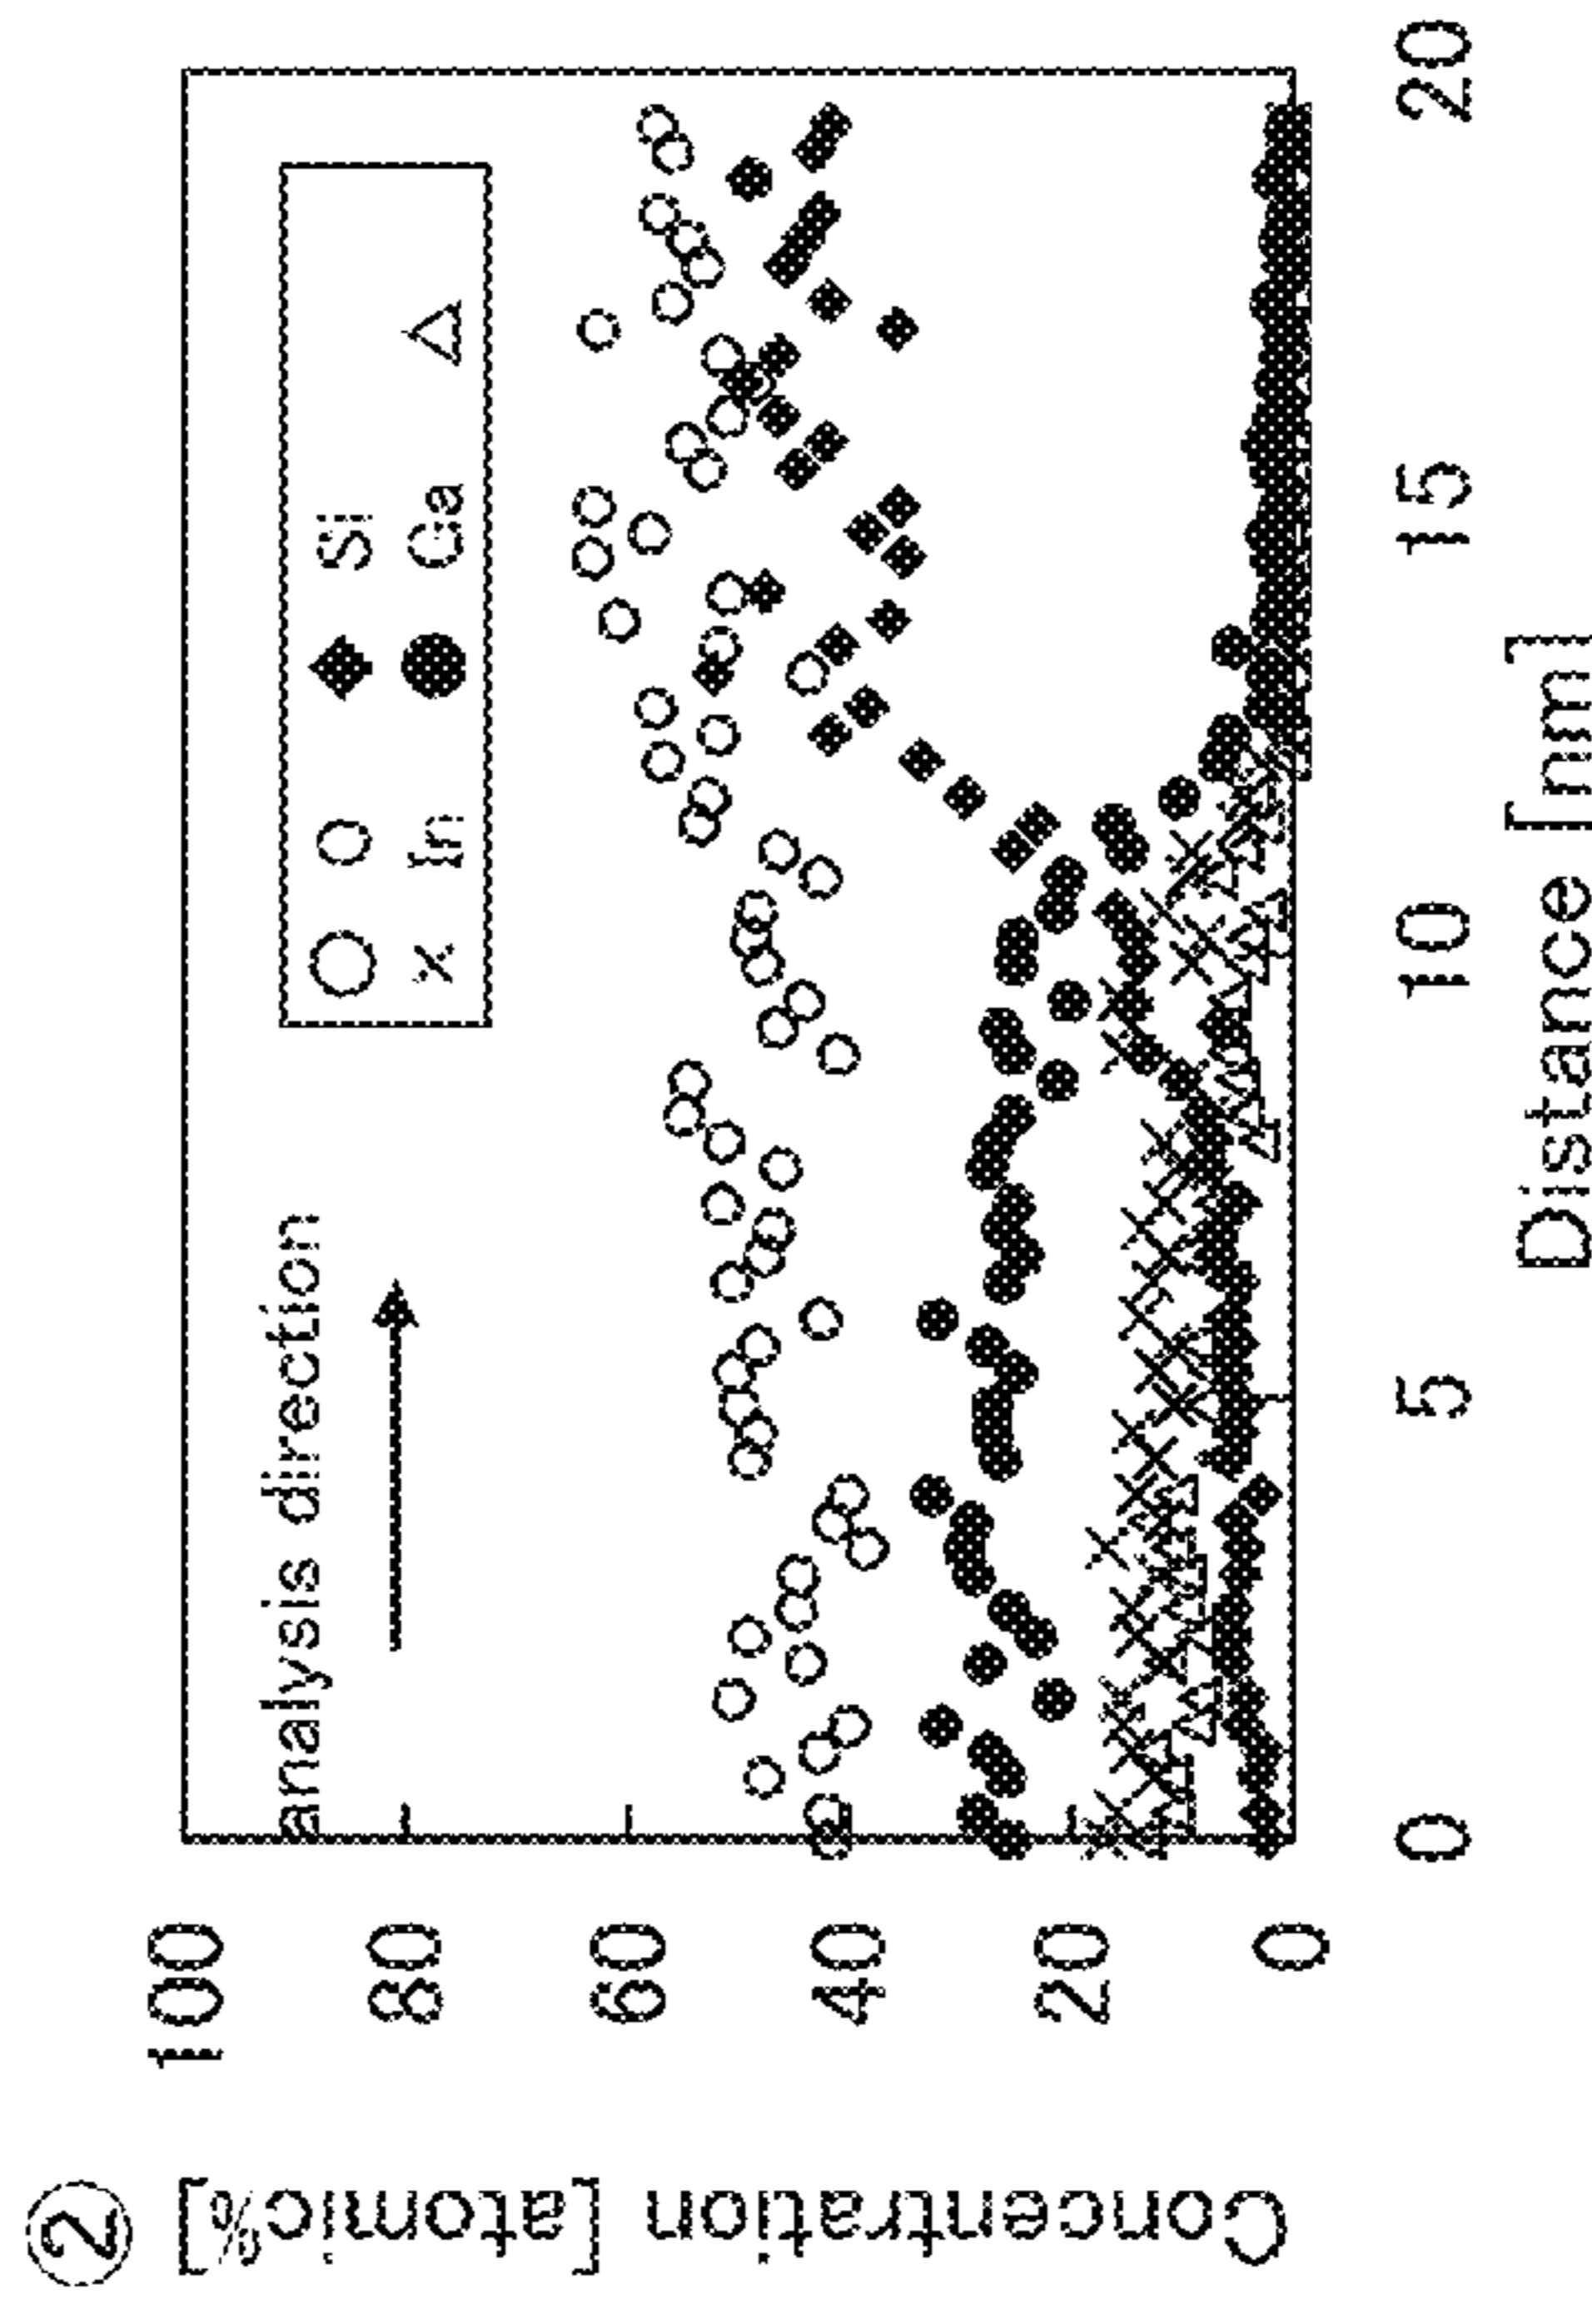 ②
Concentration [atomic%]
100
80
60
40
20
0
analysis direction
O Si
In Ga
0 5 10 15 20
Distance [nm]